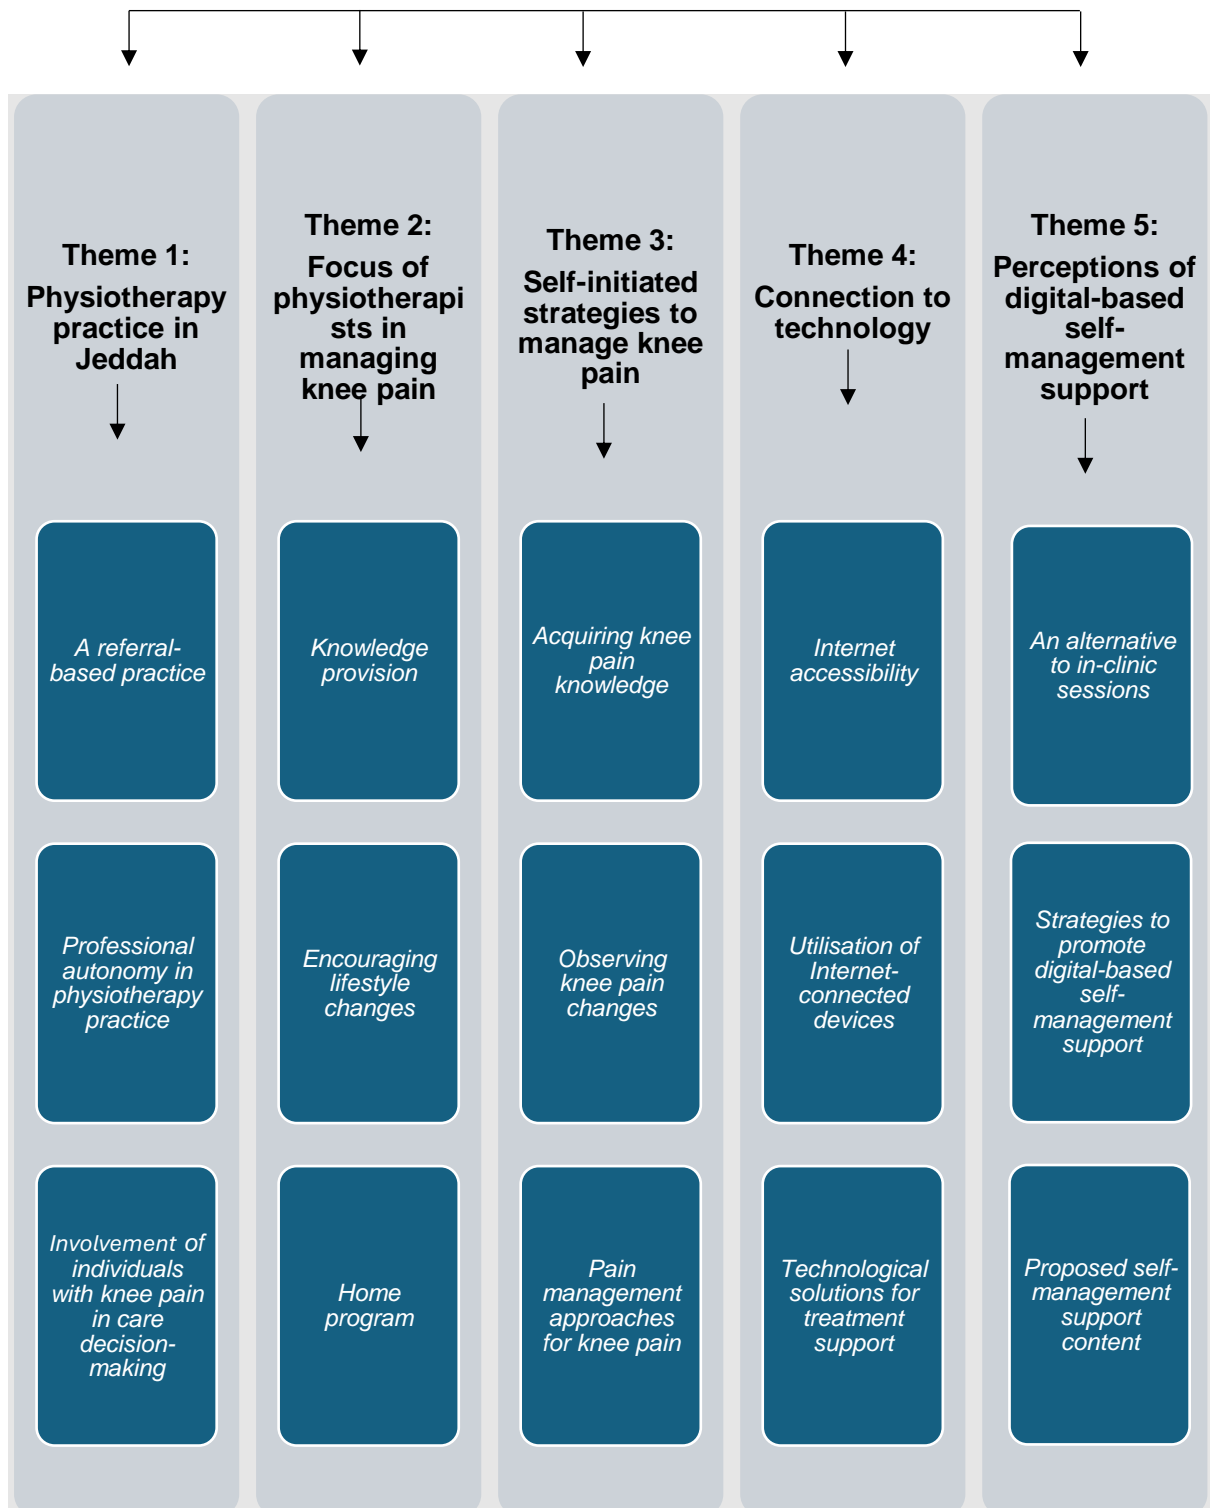 Theme 1:
Physiotherapy
practice in
Jeddah
A referral-
based practice
Professional
autonomy in
physiotherapy
practice
Involvement of
individuals
with knee pain
in care
decision-
making
Theme 2:
Focus of
physiotherapi
sts in
managing
knee pain
Knowledge
provision
Encouraging
lifestyle
changes
Home
program
Theme 3:
Self-initiated
strategies to
manage knee
pain
Acquiring knee
pain
knowledge
Observing
knee pain
changes
Pain
management
approaches
for knee pain
Theme 4:
Connection to
technology
Internet
accessibility
Utilisation of
Internet-
connected
devices
Technological
solutions for
treatment
support
Theme 5:
Perceptions of
digital-based
self-
management
support
An alternative
to in-clinic
sessions
Strategies to
promote
digital-based
self-
management
support
Proposed self-
management
support
content